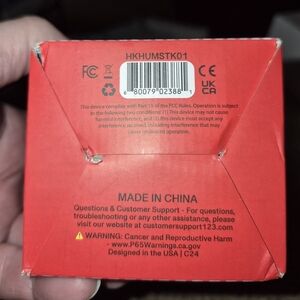 HKHUMSTK01
FC
CE
UK
CA
6 80079 02388 1
This device complies with Part 15 of the FCC Rules. Operation is subject
to the following two conditions: (1) This device may not cause
harmful interference, and (2) this device must accept any
interference received, including interference that may
cause undesired operation.
MADE IN CHINA
Questions & Customer Support - For questions,
troubleshooting or any other assistance, please
visit our website at customersupport123.com
WARNING: Cancer and Reproductive Harm
- www.P65Warnings.ca.gov
Designed in the USA | C24